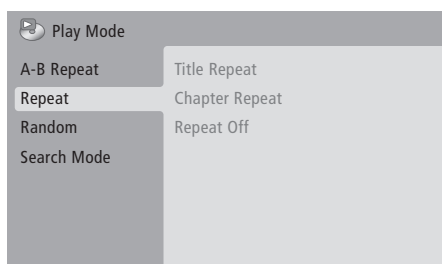 Play Mode
A-B Repeat
Repeat
Random
Search Mode
Title Repeat
Chapter Repeat
Repeat Off